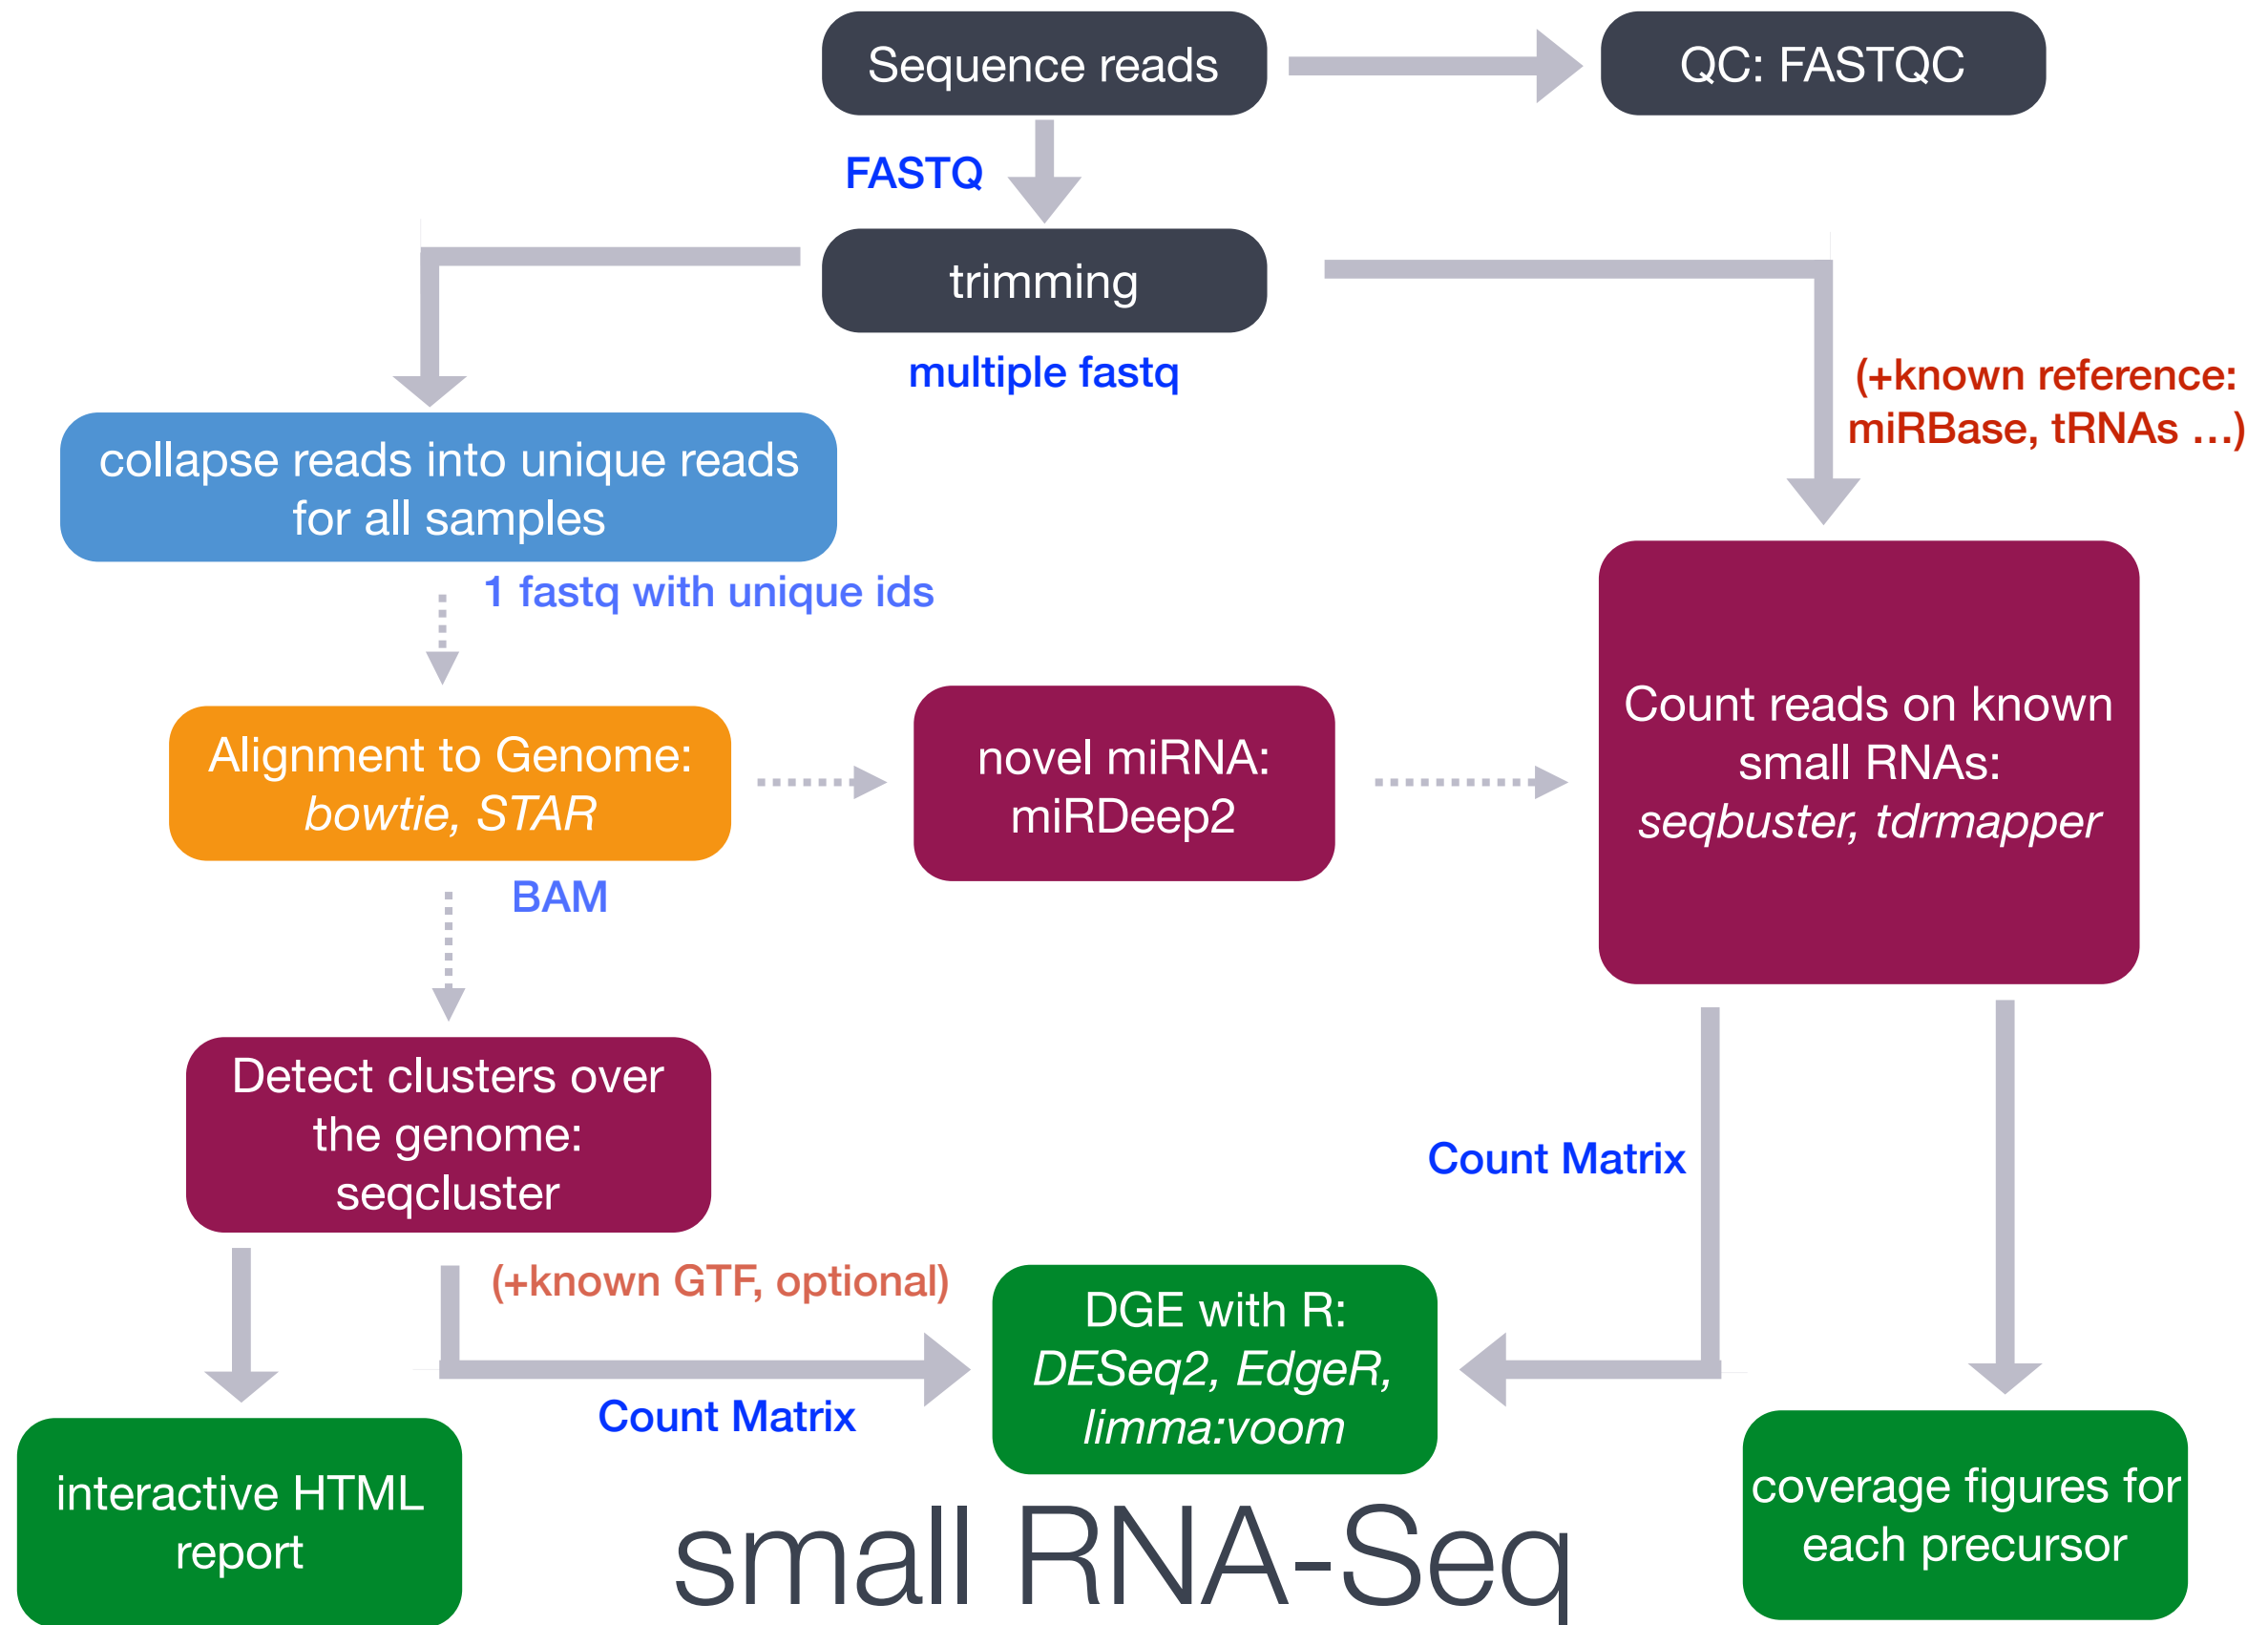 Sequence reads
QC: FASTQC
FASTQ
trimming
multiple fastq
(+known reference:
miRBase, tRNAs ...)
collapse reads into unique reads
for all samples
1 fastq with unique ids
Alignment to Genome:
bowtie, STAR
novel miRNA:
miRDeep2
Count reads on known
small RNAs:
seqbuster, tdrmapper
BAM
Detect clusters over
the genome:
seqcluster
Count Matrix
(+known GTF, optional)
DGE with R:
DESeq2, EdgeR,
limma:voom
Count Matrix
interactive HTML
report
coverage figures for
each precursor
small RNA-Seq